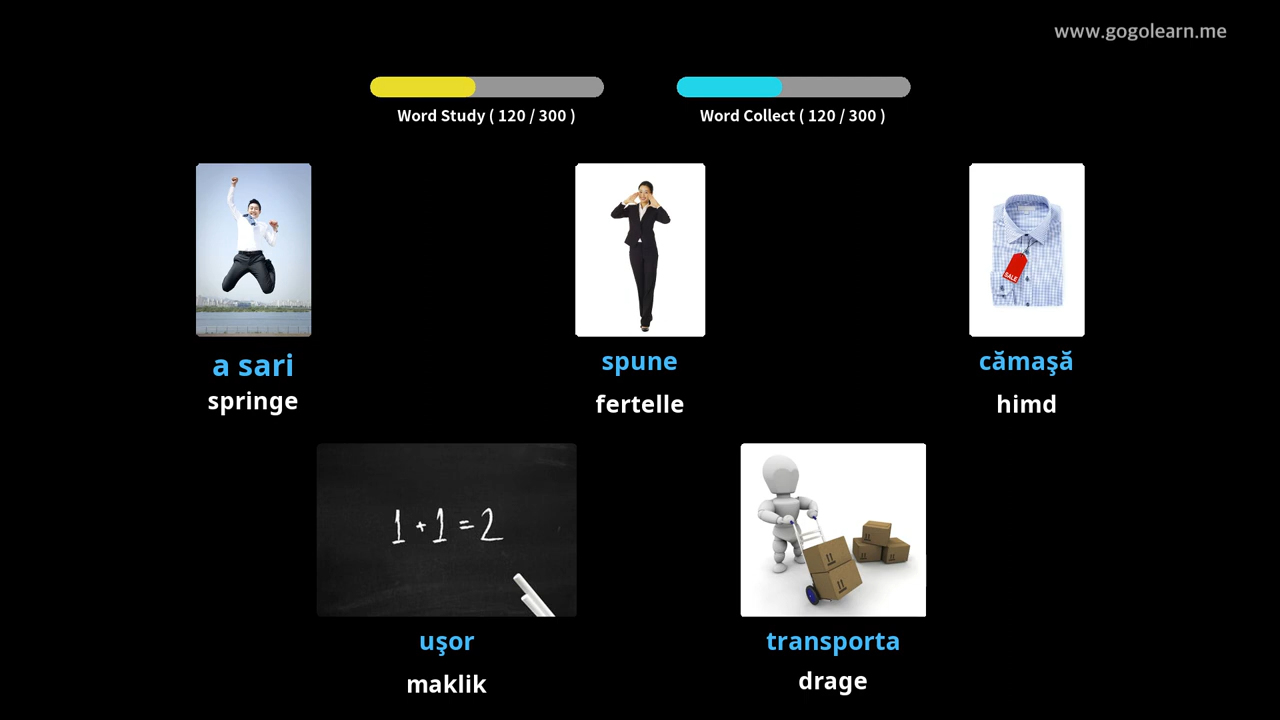 www.gogolearn.me
Word Study ( 120 / 300 )
Word Collect ( 120 / 300 )
a sari
springe
spune
fertelle
SALE
cămaşă
himd
1 + 1 = 2
uşor
maklik
transporta
drage